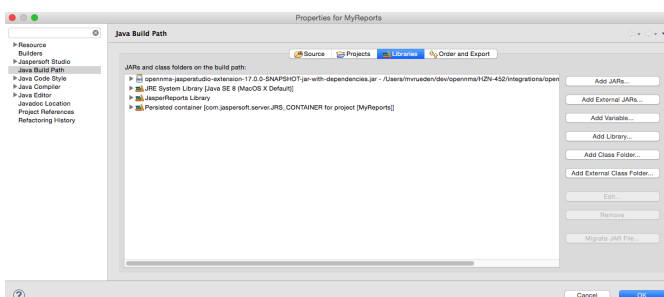 Properties for MyReports
Java Build Path
Resource
Builders
Jaspersoft Studio
Java Build Path
Java Code Style
Java Compiler
Java Editor
Javadoc Location
Project References
Refactoring History
Source
Projects
Libraries
Order and Export
JARs and class folders on the build path:
opennms-jasperstudio-extension-17.0.0-SNAPSHOT-jar-with-dependencies.jar - /Users/mvrueden/dev/opennms/HZN-452/integrations/open
JRE System Library [Java SE 8 (MacOS X Default)]
JasperReports Library
Persisted container [com.jaspersoft.server.JRS_CONTAINER for project [MyReports]]
Add JARs...
Add External JARs...
Add Variable...
Add Library...
Add Class Folder...
Add External Class Folder...
Edit...
Remove
Migrate JAR File...
?
Cancel
OK